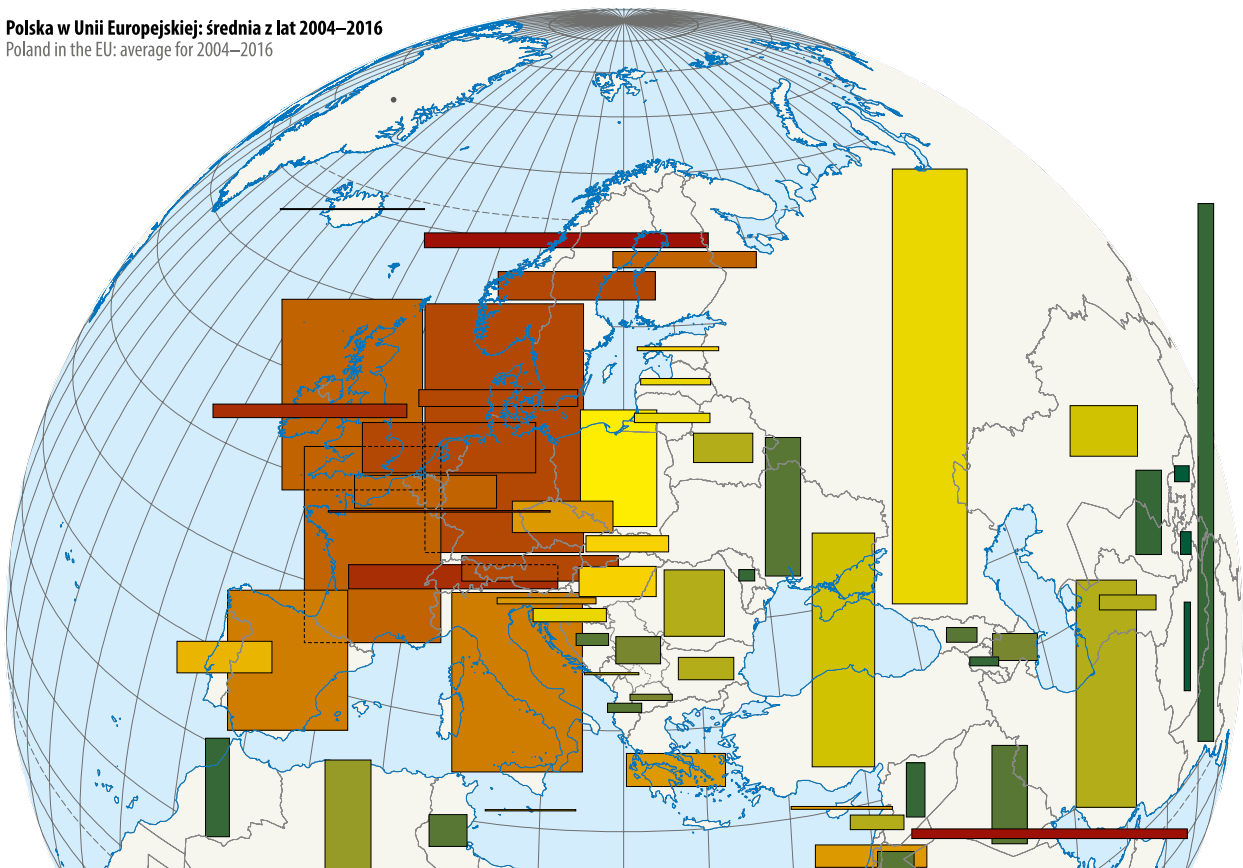 Polska w Unii Europejskiej: średnia z lat 2004–2016
Poland in the EU: average for 2004–2016